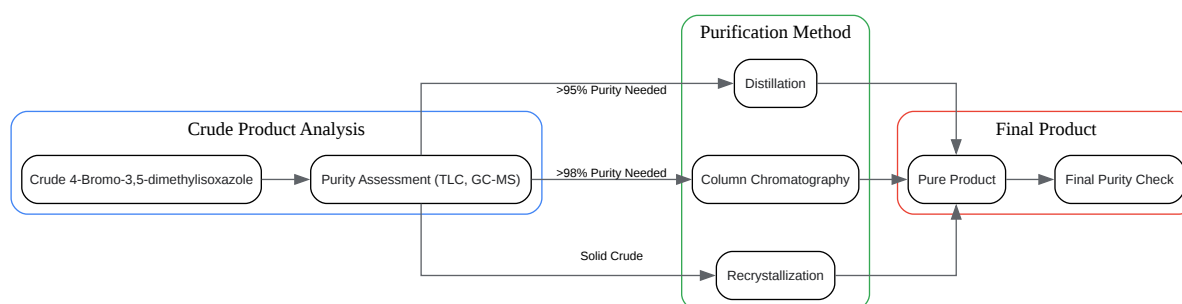 Purification Method
Distillation
>95% Purity Needed
Crude Product Analysis
Final Product
Crude 4-Bromo-3,5-dimethylisoxazole
Purity Assessment (TLC, GC-MS)
>98% Purity Needed
Column Chromatography
Pure Product
Final Purity Check
Solid Crude
Recrystallization